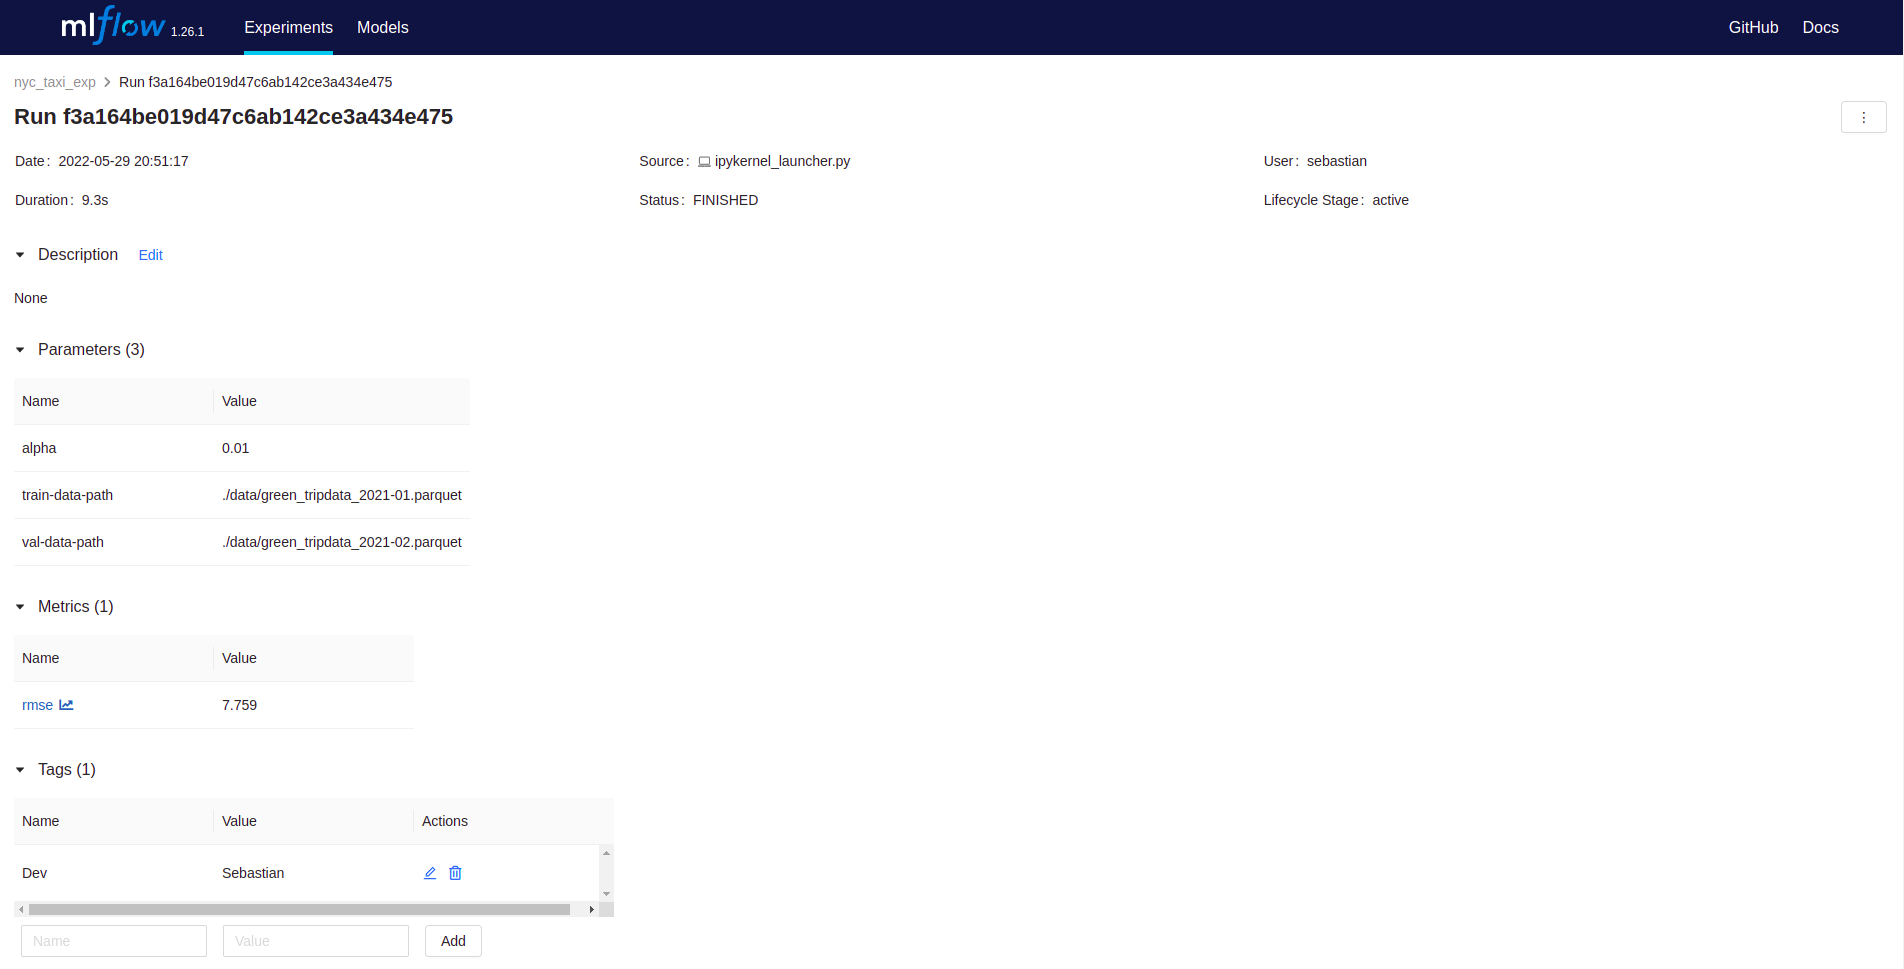 mlflow 1.26.1 Experiments Models GitHub Docs
nyc_taxi_exp > Run f3a164be019d47c6ab142ce3a434e475
Run f3a164be019d47c6ab142ce3a434e475
Date: 2022-05-29 20:51:17 Source: ipykernel_launcher.py User: sebastian
Duration: 9.3s Status: FINISHED Lifecycle Stage: active
Description Edit
None
Parameters (3)
Name Value
alpha 0.01
train-data-path ./data/green_tripdata_2021-01.parquet
val-data-path ./data/green_tripdata_2021-02.parquet
Metrics (1)
Name Value
rmse 7.759
Tags (1)
Name Value Actions
Dev Sebastian
Name Value Add